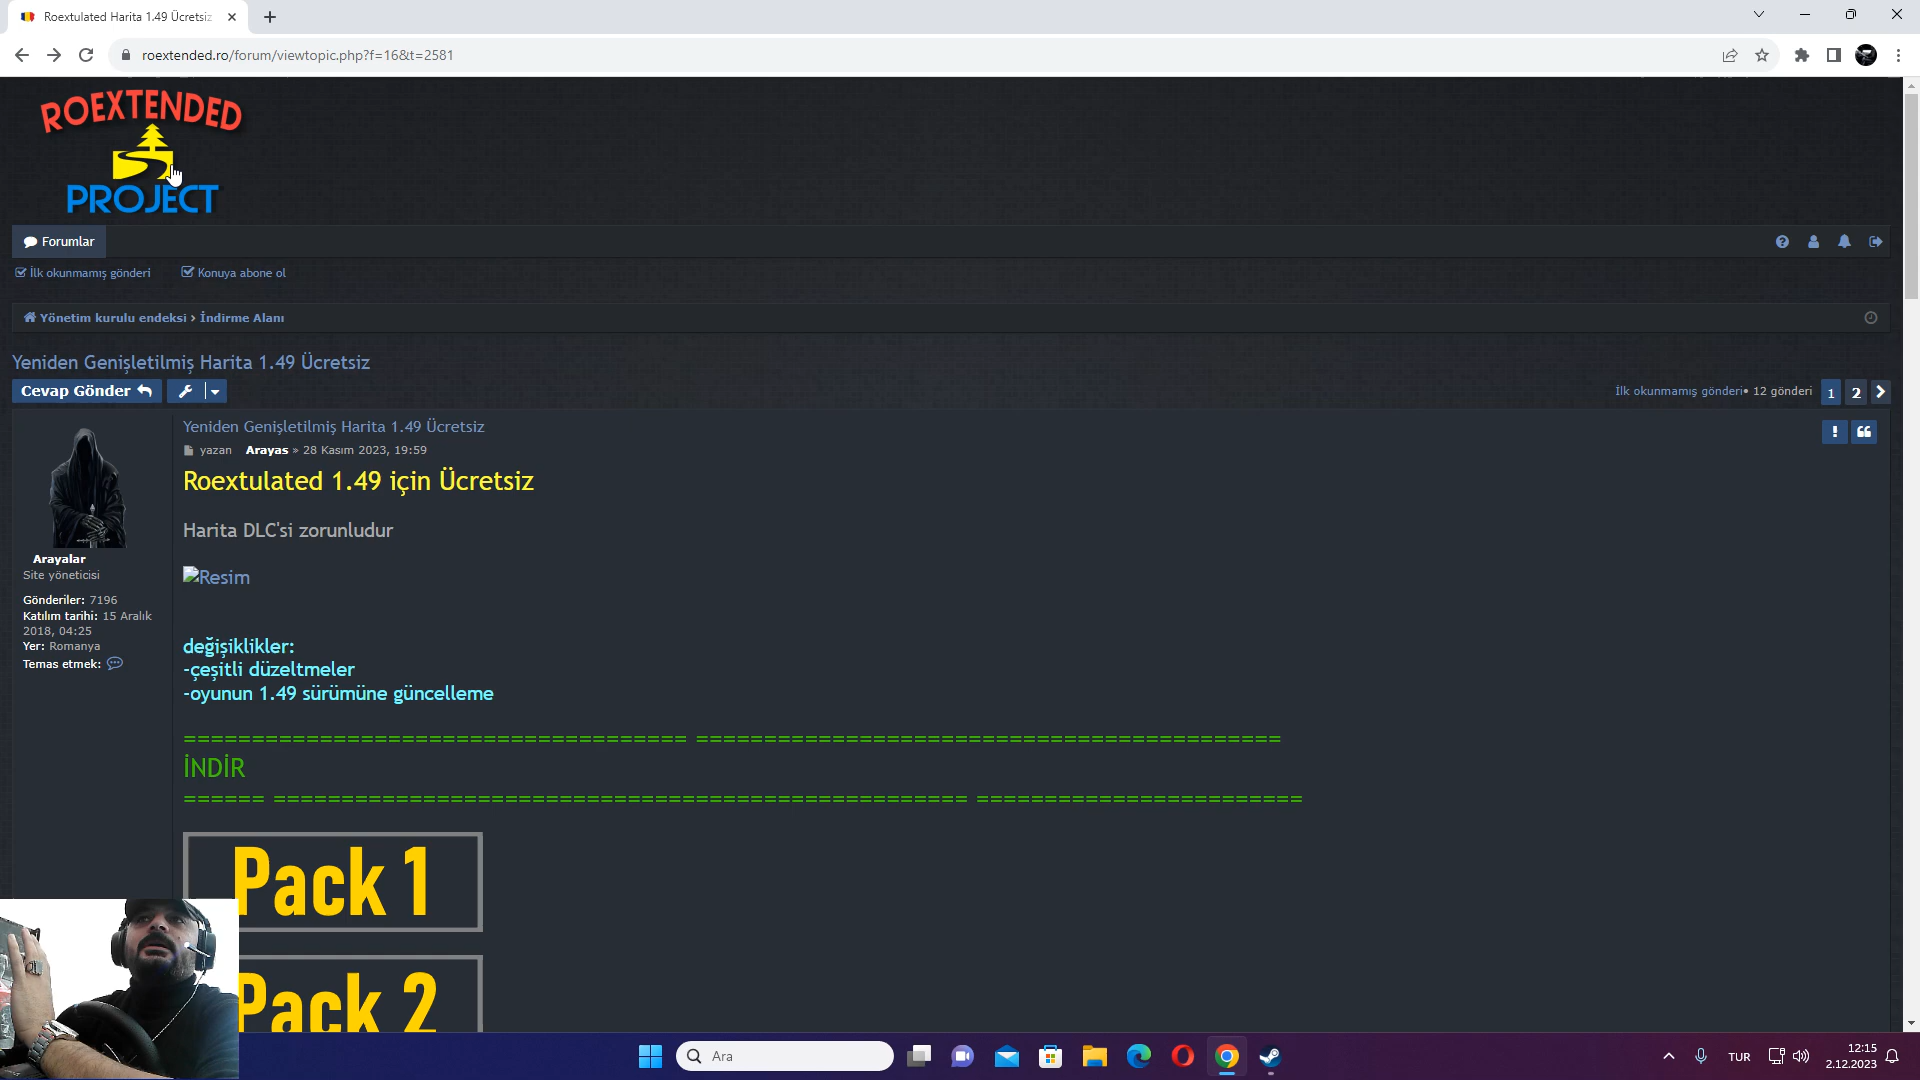 Roextulated Harita 1.49 Ücretsiz
roextended.ro/forum/viewtopic.php?f=16&t=2581
ROEXTENDED
PROJECT
Forumlar
İlk okunmamış gönderi
Konuya abone ol
Yönetim kurulu endeksi › İndirme Alanı
Yeniden Genişletilmiş Harita 1.49 Ücretsiz
Cevap Gönder
İlk okunmamış gönderi• 12 gönderi
1 2
Yeniden Genişletilmiş Harita 1.49 Ücretsiz
yazan Arayas » 28 Kasım 2023, 19:59
Roextulated 1.49 için Ücretsiz
Harita DLC'si zorunludur
Resim
Arayalar
Site yöneticisi
Gönderiler: 7196
Katılım tarihi: 15 Aralık
2018, 04:25
Yer: Romanya
Temas etmek:
değişiklikler:
-çeşitli düzeltmeler
-oyunun 1.49 sürümüne güncelleme
İNDİR
Pack 1
Pack 2
Ara
TUR
12:15
2.12.2023